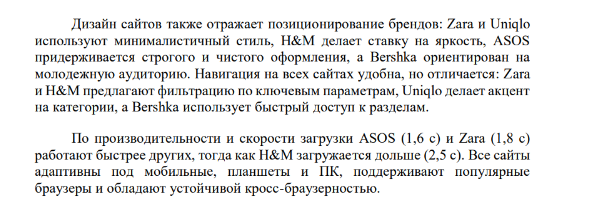 Дизайн сайтов также отражает позиционирование брендов: Zara и Uniqlo
используют минималистичный стиль, H&M делает ставку на яркость, ASOS
придерживается строгого и чистого оформления, а Bershka ориентирован на
молодежную аудиторию. Навигация на всех сайтах удобна, но отличается: Zara
и H&M предлагают фильтрацию по ключевым параметрам, Uniqlo делает акцент
на категории, а Bershka использует быстрый доступ к разделам.
По производительности и скорости загрузки ASOS (1,6 с) и Zara (1,8 с)
работают быстрее других, тогда как H&M загружается дольше (2,5 с). Все сайты
адаптивны под мобильные, планшеты и ПК, поддерживают популярные
браузеры и обладают устойчивой кросс-браузерностью.